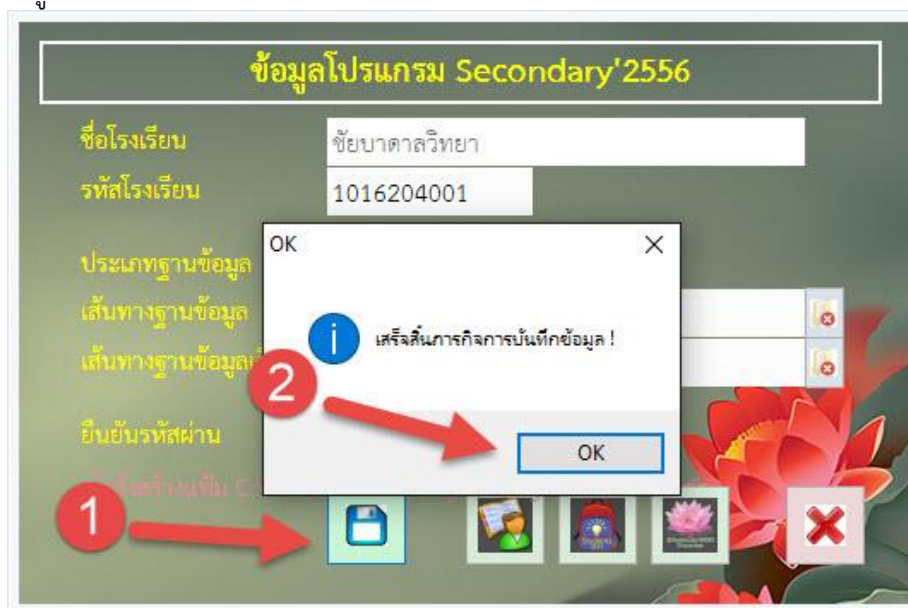 ข้อมูลโปรแกรม Secondary'2556
ชื่อโรงเรียน ชัยบาดาลวิทยา
รหัสโรงเรียน 1016204001
OK
ประเภทฐานข้อมูล
เส้นทางฐานข้อมูล
เสร็จสิ้นภารกิจการบันทึกข้อมูล !
เส้นทางฐานข้อมูล
2
ยืนยันรหัสผ่าน
OK
1